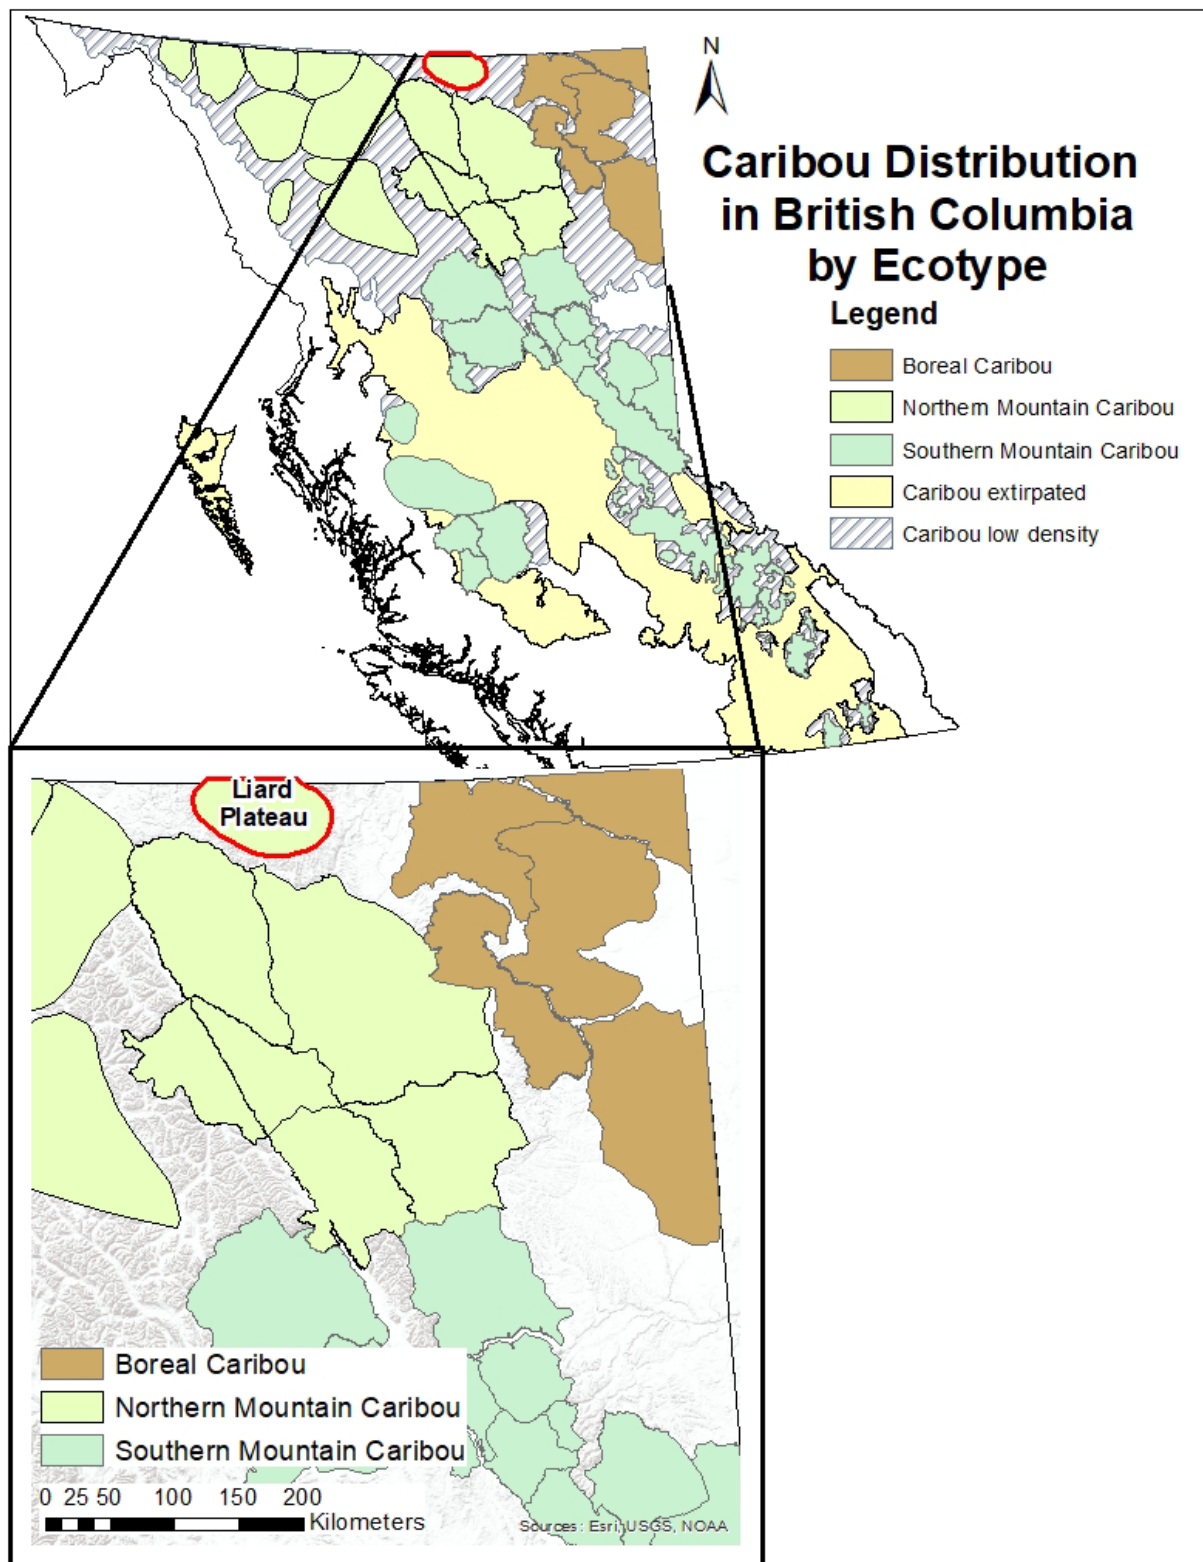 N
Caribou Distribution
in British Columbia
by Ecotype
Legend
Boreal Caribou
Northern Mountain Caribou
Southern Mountain Caribou
Caribou extirpated
Caribou low density
Liard
Plateau
Boreal Caribou
Northern Mountain Caribou
Southern Mountain Caribou
0 25 50 100 150 200
Kilometers
Sources: Esri, USGS, NOAA